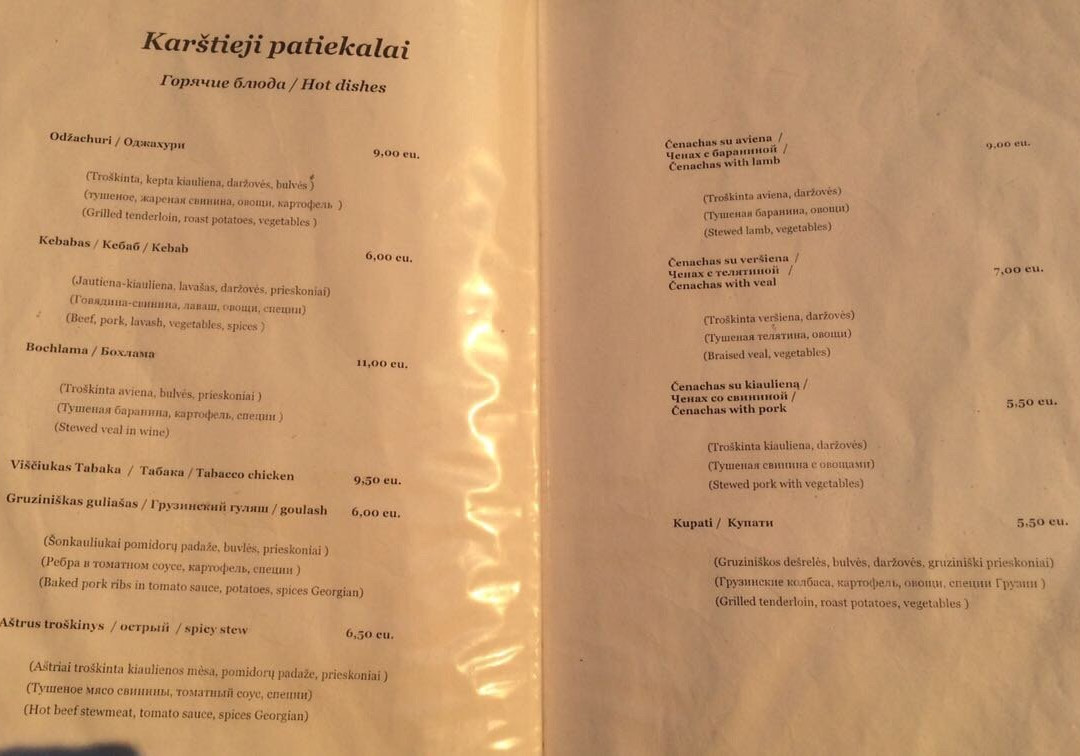 Karštieji patiekalai
Горячие блюда / Hot dishes
Odžachuri / Оджахури 9,00 eu.
(Troškinta, kepta kiauliena, daržovės, bulvės )
(тушеное, жареная свинина, овощи, картофель )
(Grilled tenderloin, roast potatoes, vegetables )
Kebabas / Кебаб / Kebab 6,00 eu.
(Jautiena-kiauliena, lavašas, daržovės, prieskoniai)
(Говядина-свинина, лаваш, овощи, специи)
(Beef, pork, lavash, vegetables, spices )
Bochlama / Бохлама 11,00 eu.
(Troškinta aviena, bulvės, prieskoniai )
(Тушеная баранина, картофель, специи )
(Stewed veal in wine)
Viščiukas Tabaka / Табака / Tabacco chicken 9,50 eu.
Gruziniškas guliašas / Грузинский гуляш / goulash 6,00 eu.
(Šonkauliukai pomidorų padaže, buvlės, prieskoniai )
(Ребра в томатном соусе, картофель, специи )
(Baked pork ribs in tomato sauce, potatoes, spices Georgian)
Aštrus troškinys / острый / spicy stew 6,50 eu.
(Aštriai troškinta kiaulienos mėsa, pomidorų padaže, prieskoniai )
(Тушеное мясо свинины, томатный соус, специи)
(Hot beef stewmeat, tomato sauce, spices Georgian)
Čenachas su aviena /
Ченах с бараниной /
Čenachas with lamb 9,00 eu.
(Troškinta aviena, daržovės)
(Тушеная баранина, овощи)
(Stewed lamb, vegetables)
Čenachas su veršiena /
Ченах с телятиной /
Čenachas with veal 7,00 eu.
(Troškinta veršiena, daržovės)
(Тушеная телятина, овощи)
(Braised veal, vegetables)
Čenachas su kiaulieną /
Ченах со свининой /
Čenachas with pork 5,50 eu.
(Troškinta kiauliena, daržovės)
(Тушеная свинина с овощами)
(Stewed pork with vegetables)
Kupati / Купати 5,50 eu.
(Gruziniškos dešrelės, bulvės, daržovės, gruziniški prieskoniai)
(Грузинские колбаса, картофель, овощи, специи Грузии )
(Grilled tenderloin, roast potatoes, vegetables )